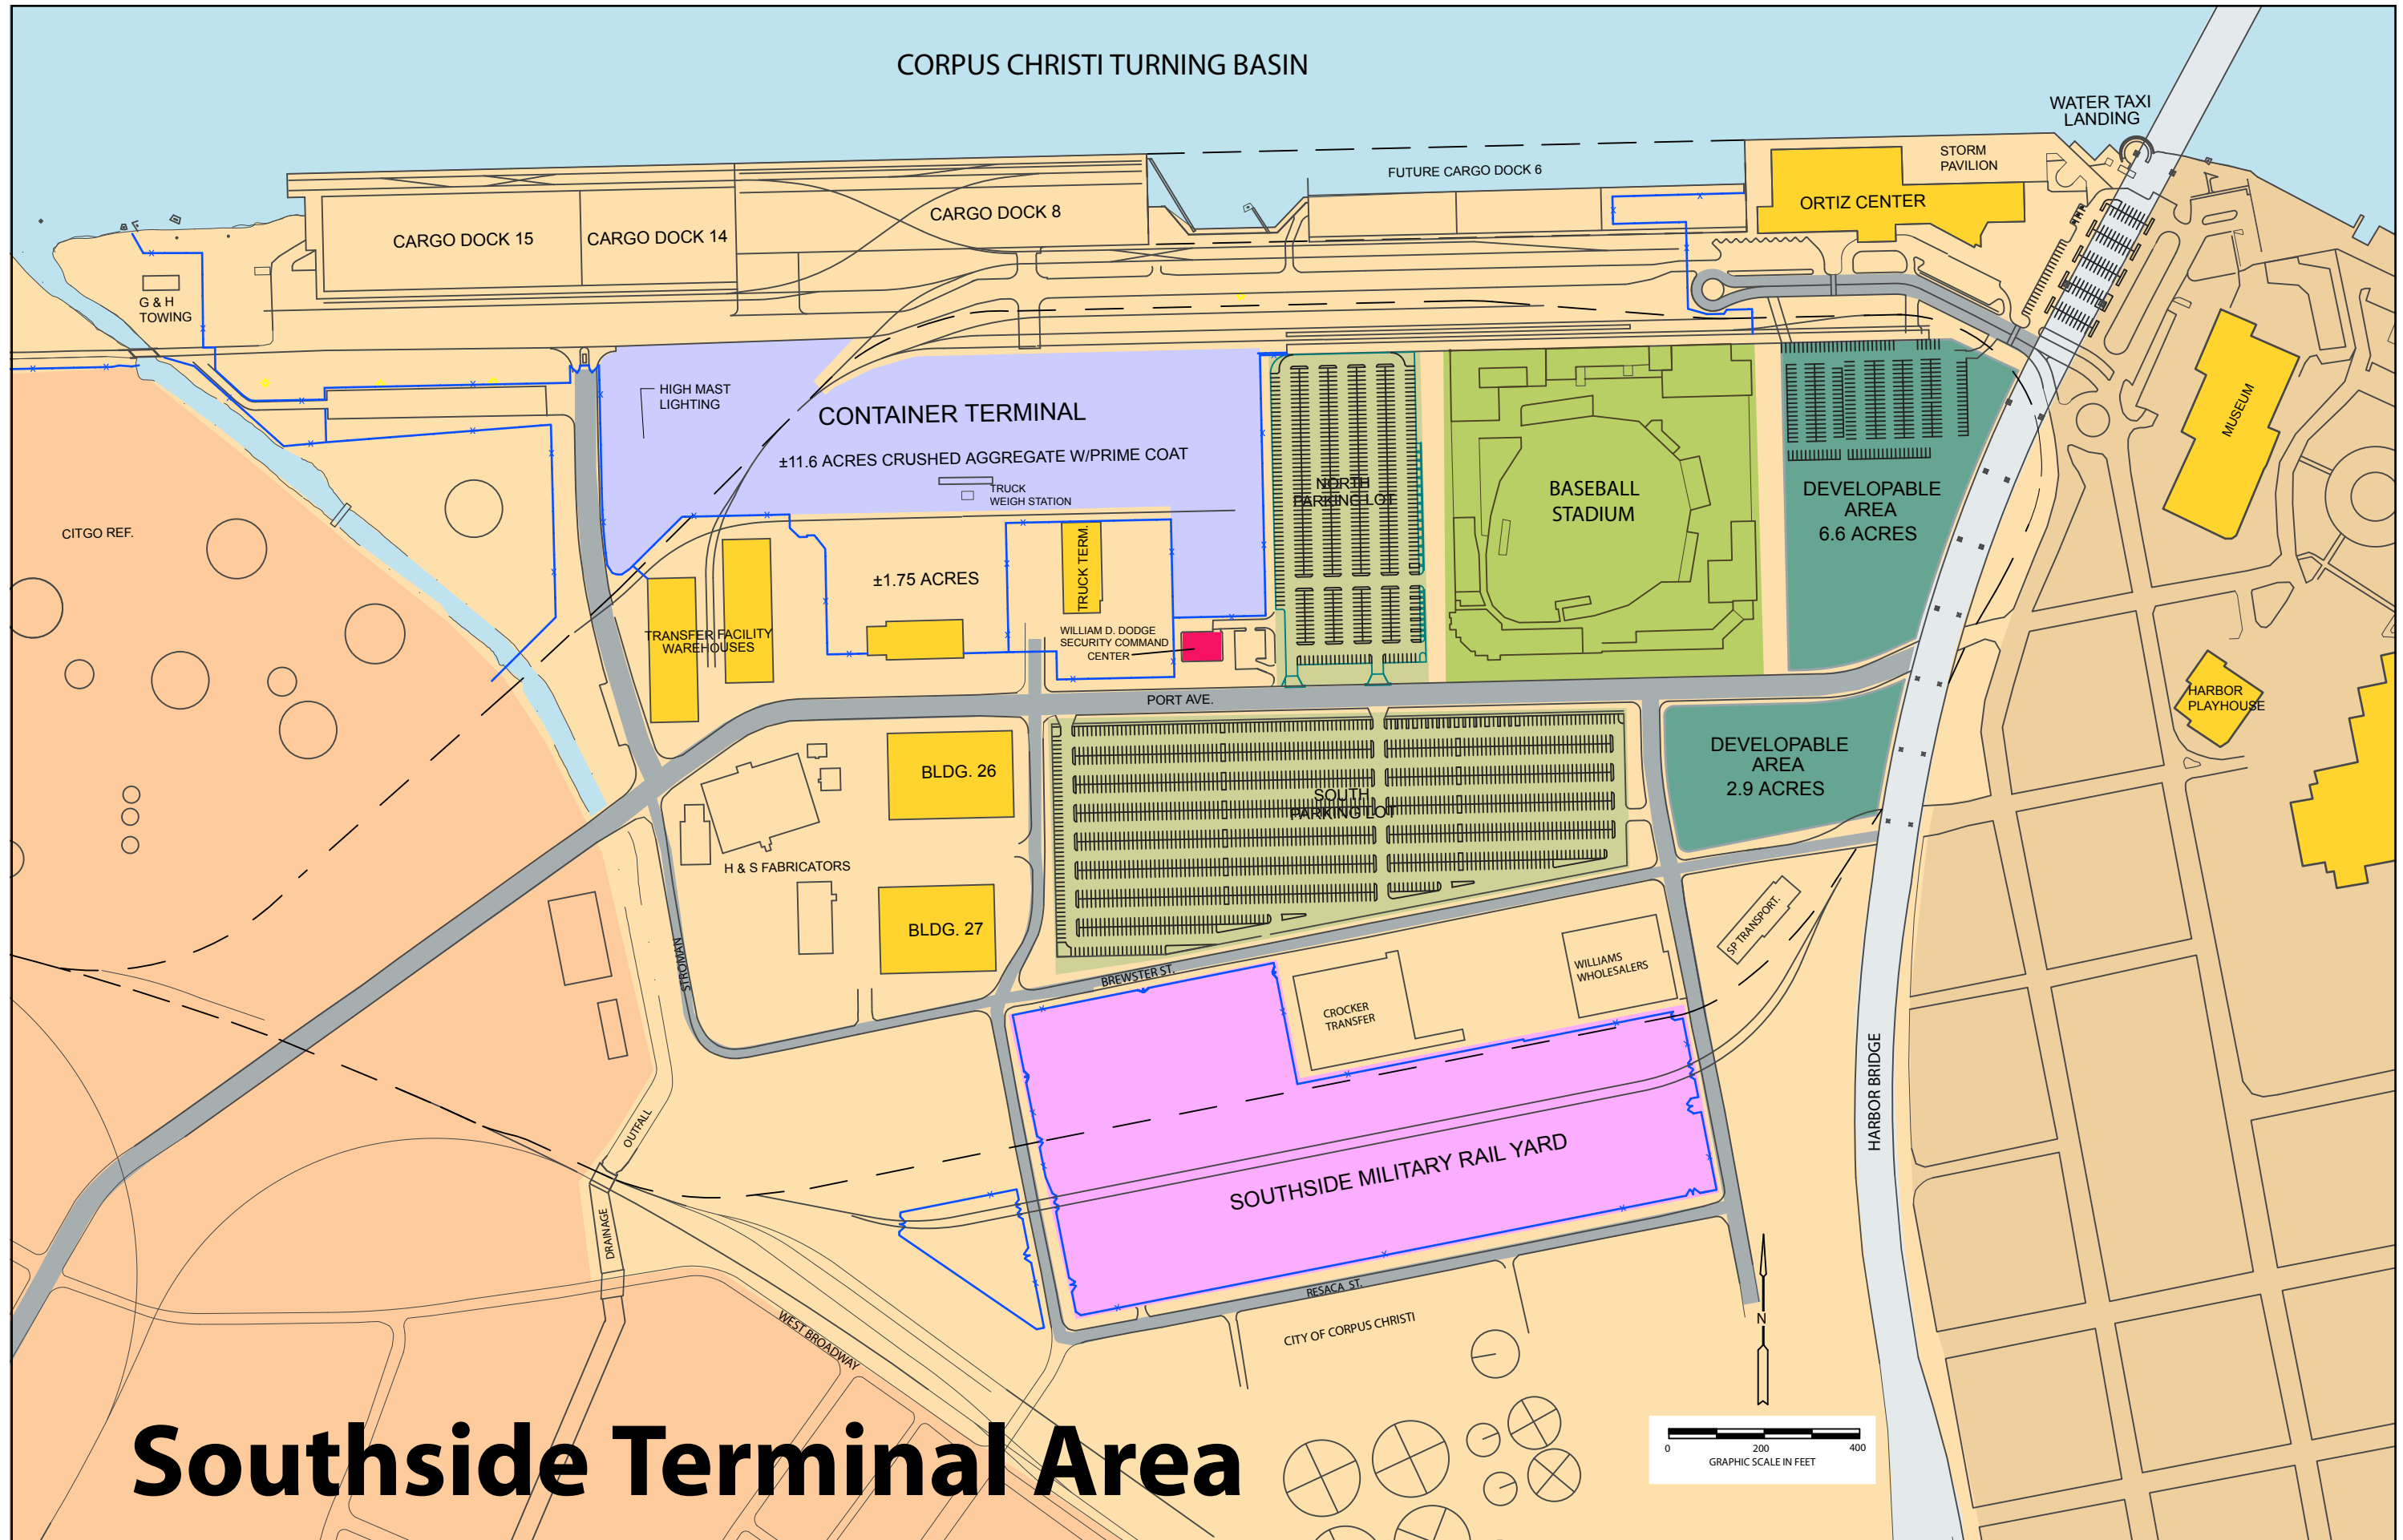 CORPUS CHRISTI TURNING BASIN
WATER TAXI
LANDING
STORM
PAVILION
FUTURE CARGO DOCK 6
ORTIZ CENTER
CARGO DOCK 8
CARGO DOCK 14
CARGO DOCK 15
G & H
TOWING
HIGH MAST
LIGHTING
CONTAINER TERMINAL
±11.6 ACRES CRUSHED AGGREGATE W/PRIME COAT
TRUCK
WEIGH STATION
NORTH
PARKING LOT
BASEBALL
STADIUM
DEVELOPABLE
AREA
6.6 ACRES
MUSEUM
CITGO REF.
±1.75 ACRES
TRUCK TERM.
TRANSFER FACILITY
WAREHOUSES
WILLIAM D. DODGE
SECURITY COMMAND
CENTER
PORT AVE.
HARBOR
PLAYHOUSE
BLDG. 26
DEVELOPABLE
AREA
2.9 ACRES
SOUTH
PARKING LOT
H & S FABRICATORS
BLDG. 27
STROMAN
BREWSTER ST.
SP TRANSPORT.
WILLIAMS
WHOLESALERS
CROCKER
TRANSFER
HARBOR BRIDGE
OUTFALL
SOUTHSIDE MILITARY RAIL YARD
DRAINAGE
RESACA ST.
WEST BROADWAY
CITY OF CORPUS CHRISTI
N
0 200 400
GRAPHIC SCALE IN FEET
Southside Terminal Area